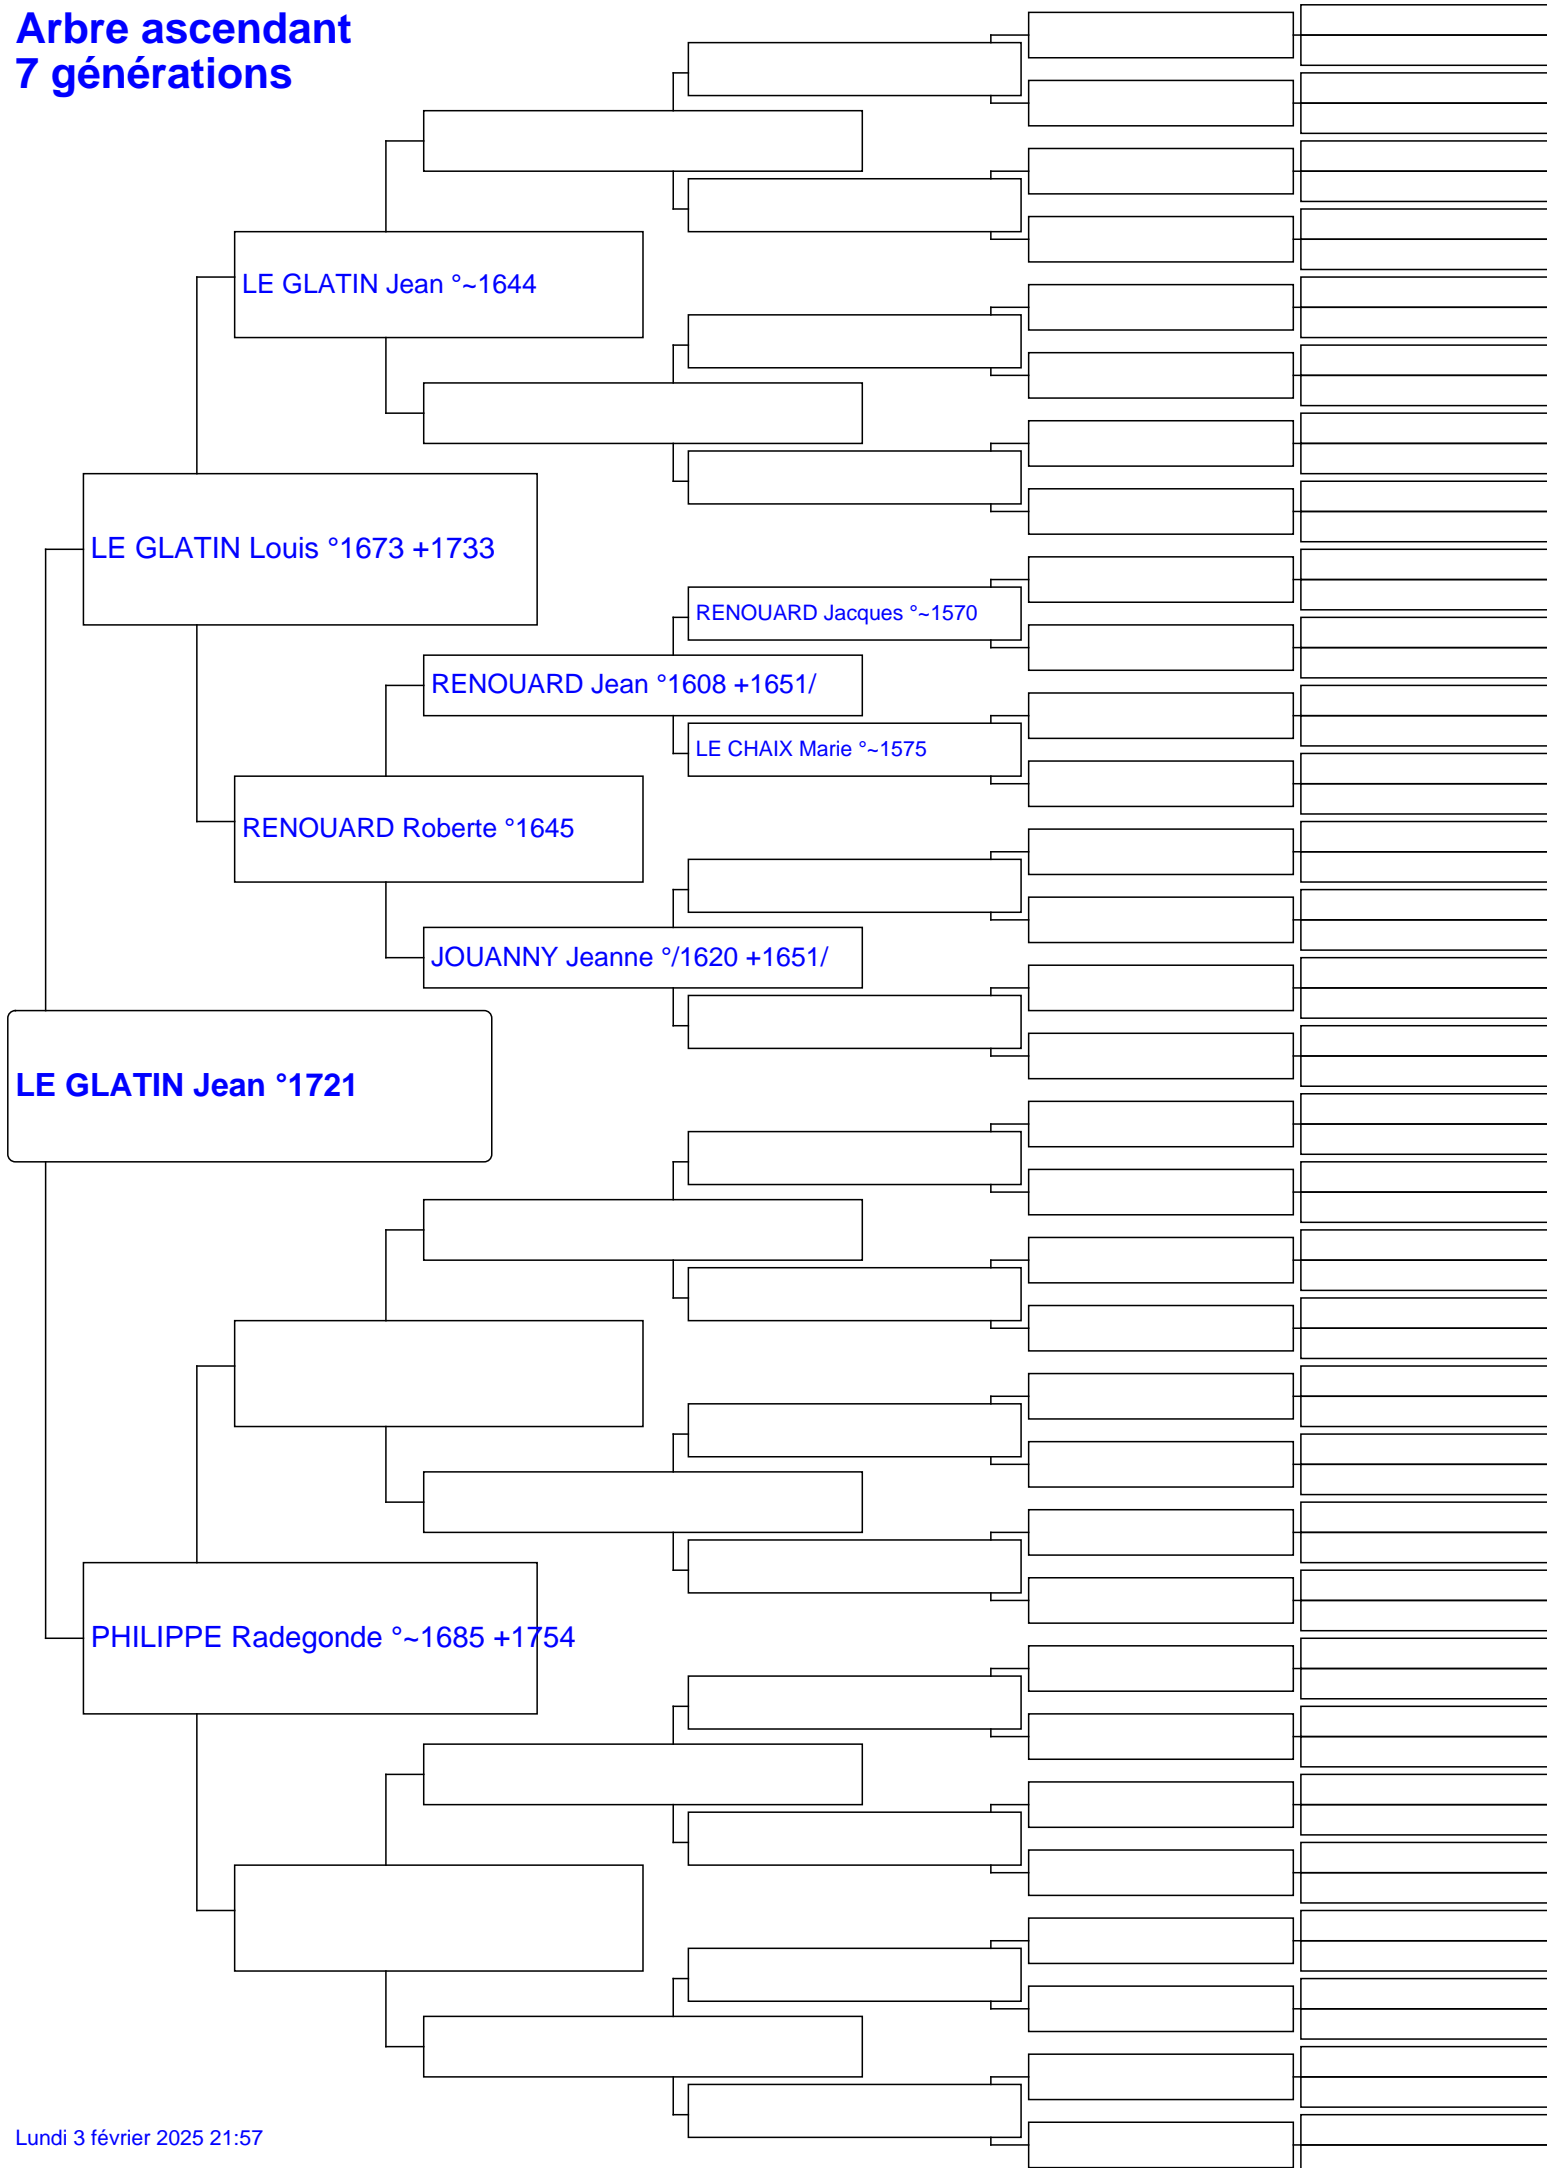 Arbre ascendant
7 générations
LE GLATIN Jean °~1644
LE GLATIN Louis °1673 +1733
RENOUARD Jacques °~1570
RENOUARD Jean °1608 +1651/
LE CHAIX Marie °~1575
RENOUARD Roberte °1645
JOUANNY Jeanne °/1620 +1651/
LE GLATIN Jean °1721
PHILIPPE Radegonde °~1685 +1754
Lundi 3 février 2025 21:57